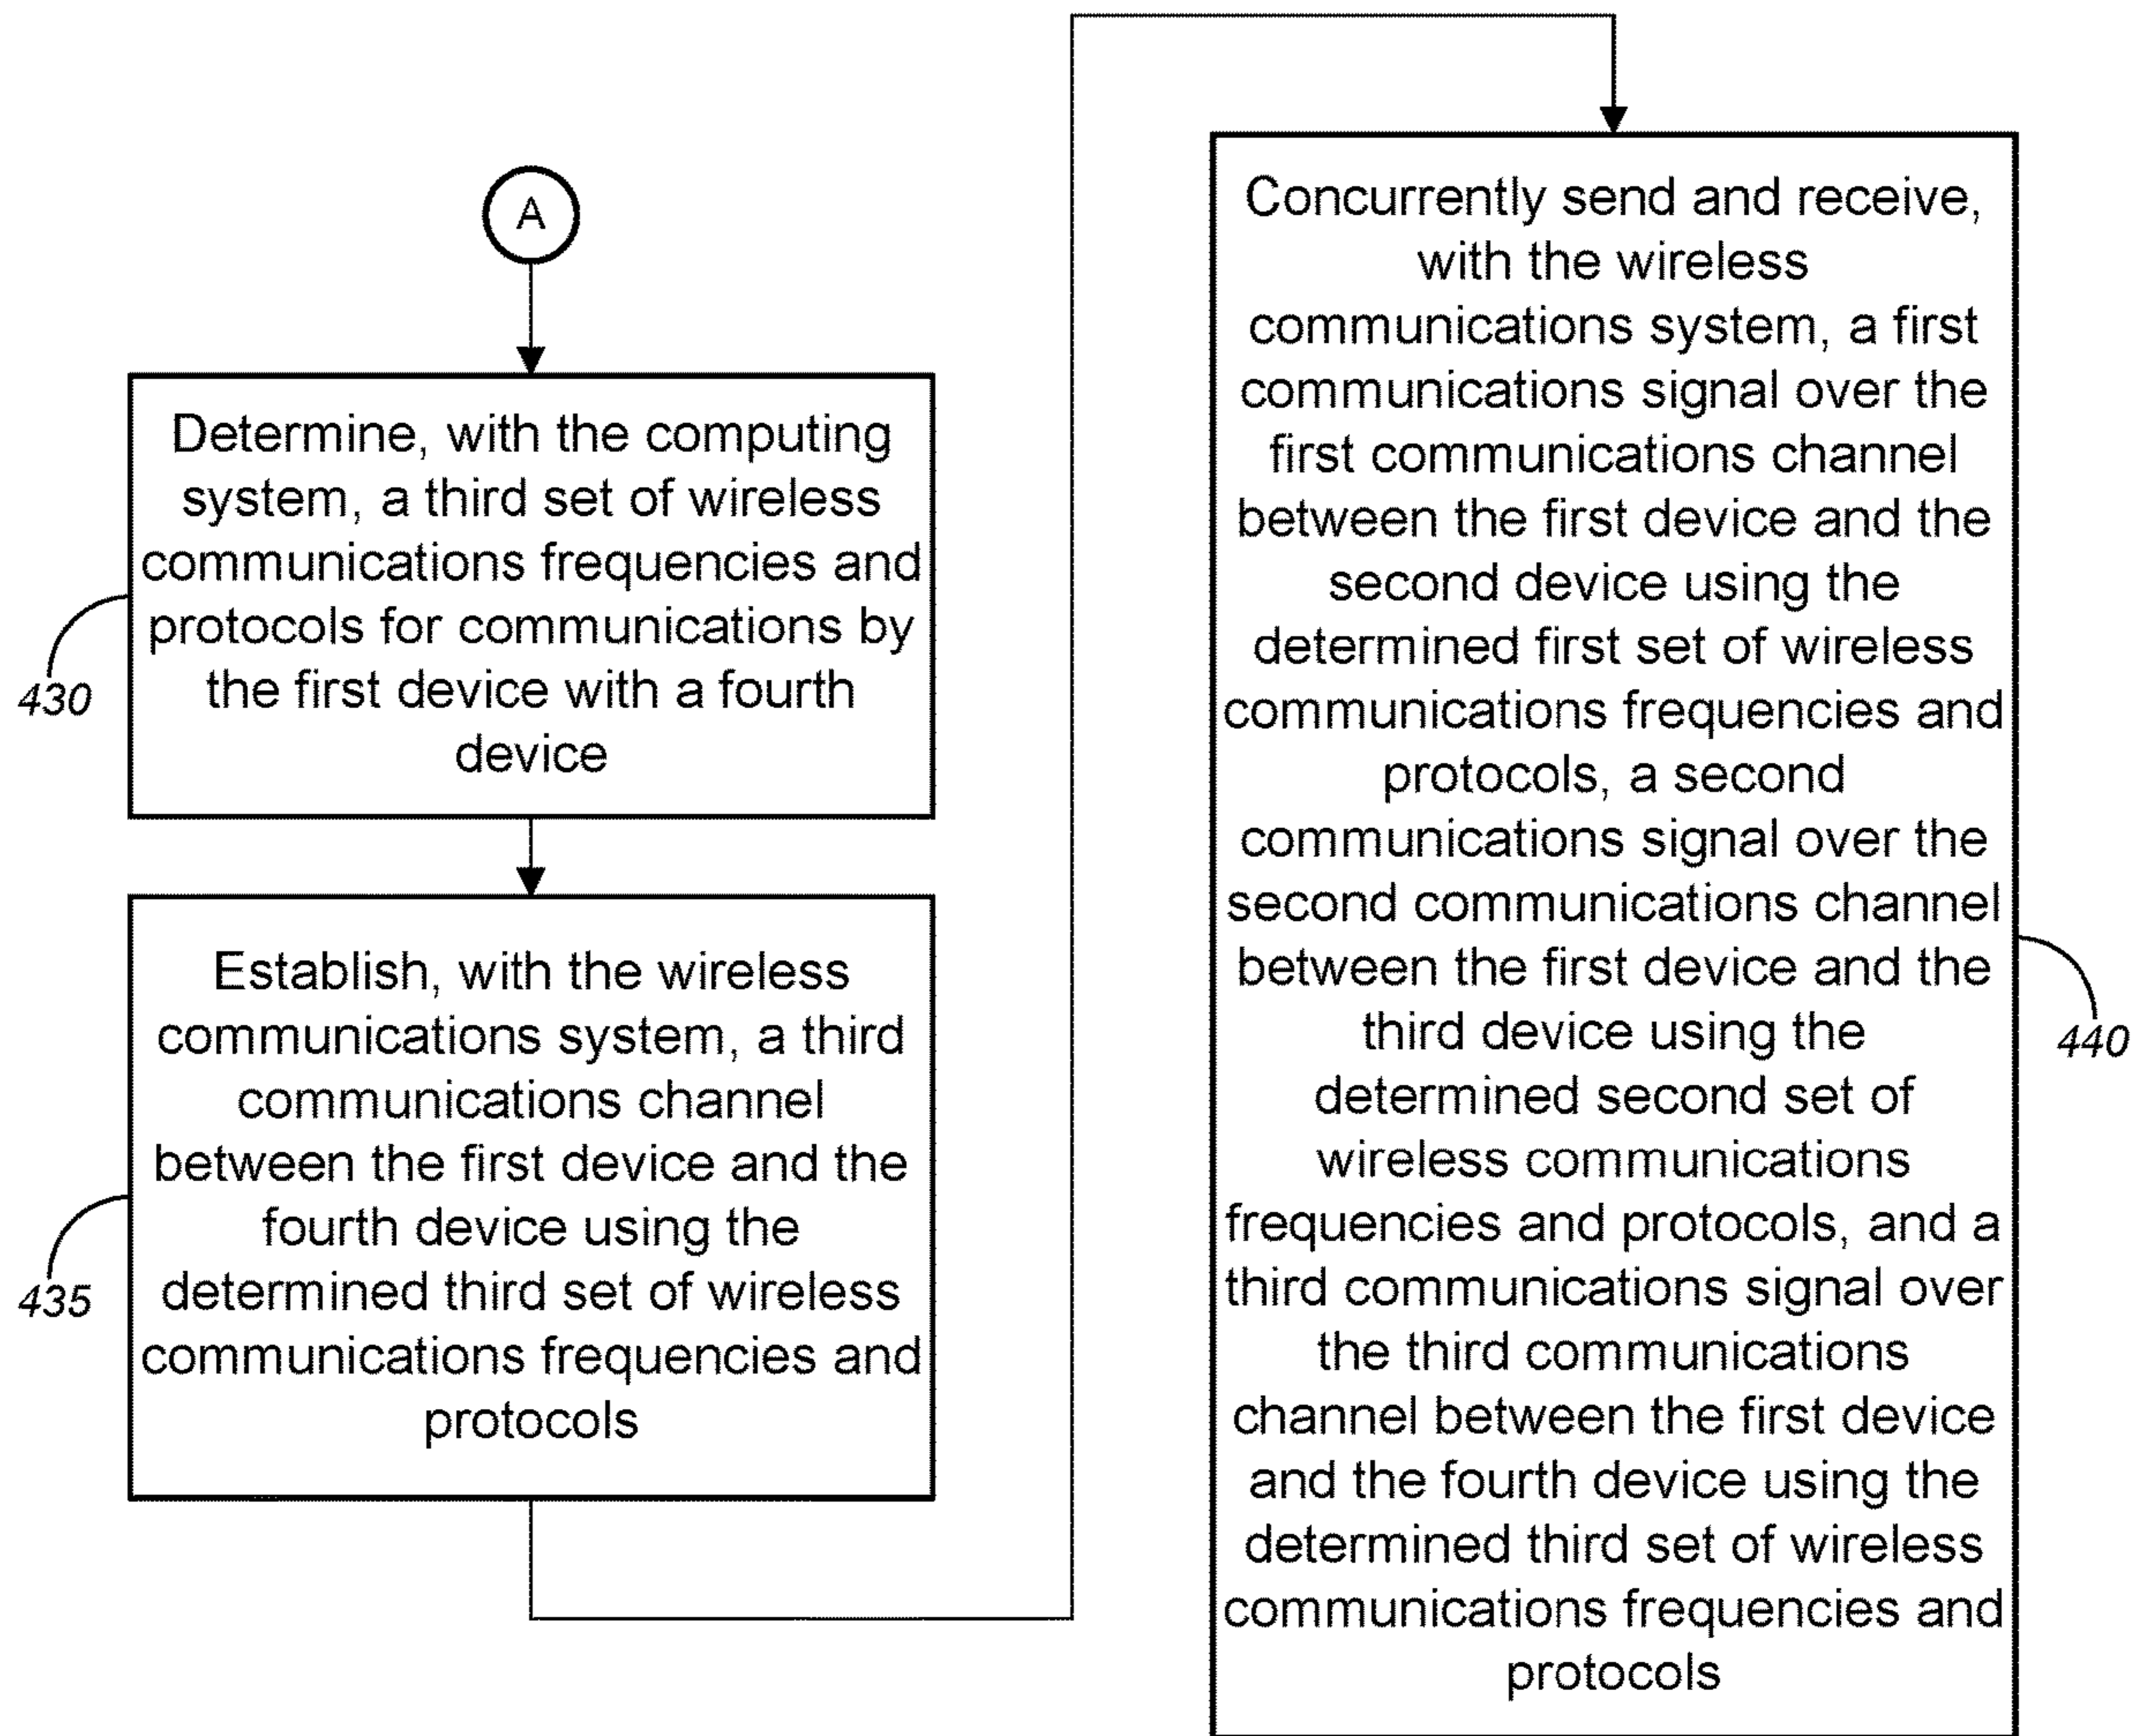 A
Determine, with the computing
system, a third set of wireless
communications frequencies and
protocols for communications by
the first device with a fourth
device
430
Establish, with the wireless
communications system, a third
communications channel
between the first device and the
fourth device using the
determined third set of wireless
communications frequencies and
protocols
435
Concurrently send and receive,
with the wireless
communications system, a first
communications signal over the
first communications channel
between the first device and the
second device using the
determined first set of wireless
communications frequencies and
protocols, a second
communications signal over the
second communications channel
between the first device and the
third device using the
determined second set of
wireless communications
frequencies and protocols, and a
third communications signal over
the third communications
channel between the first device
and the fourth device using the
determined third set of wireless
communications frequencies and
protocols
440